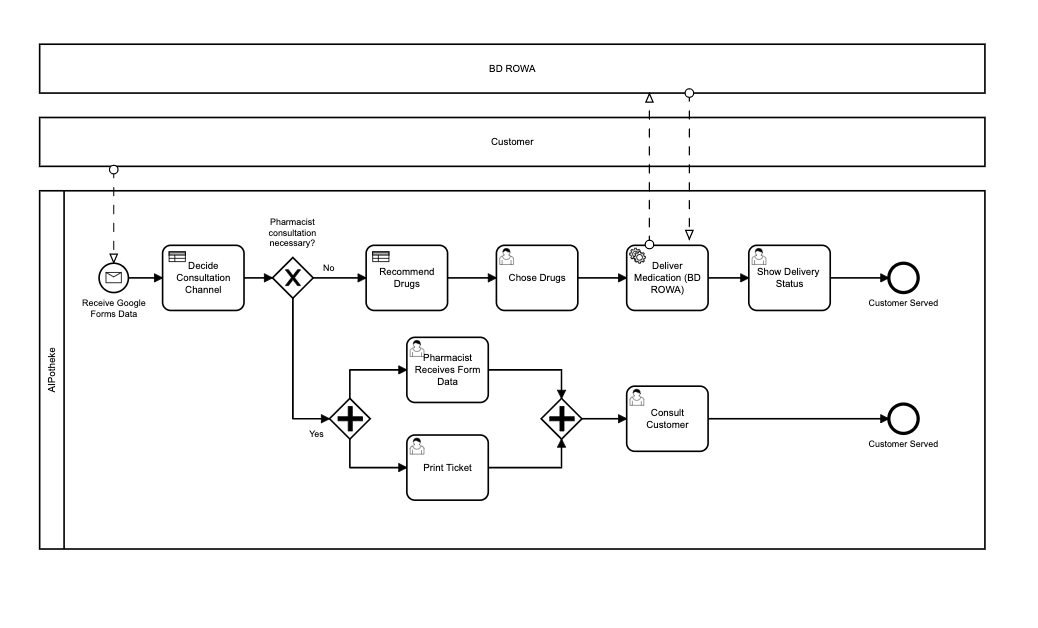 BD ROWA
Customer
AIPotheke
Pharmacist
consultation
necessary?
Receive Google
Forms Data
Decide
Consultation
Channel
No
Recommend
Drugs
Chose Drugs
Deliver
Medication (BD
ROWA)
Show Delivery
Status
Customer Served
Yes
Pharmacist
Receives Form
Data
Print Ticket
Consult
Customer
Customer Served